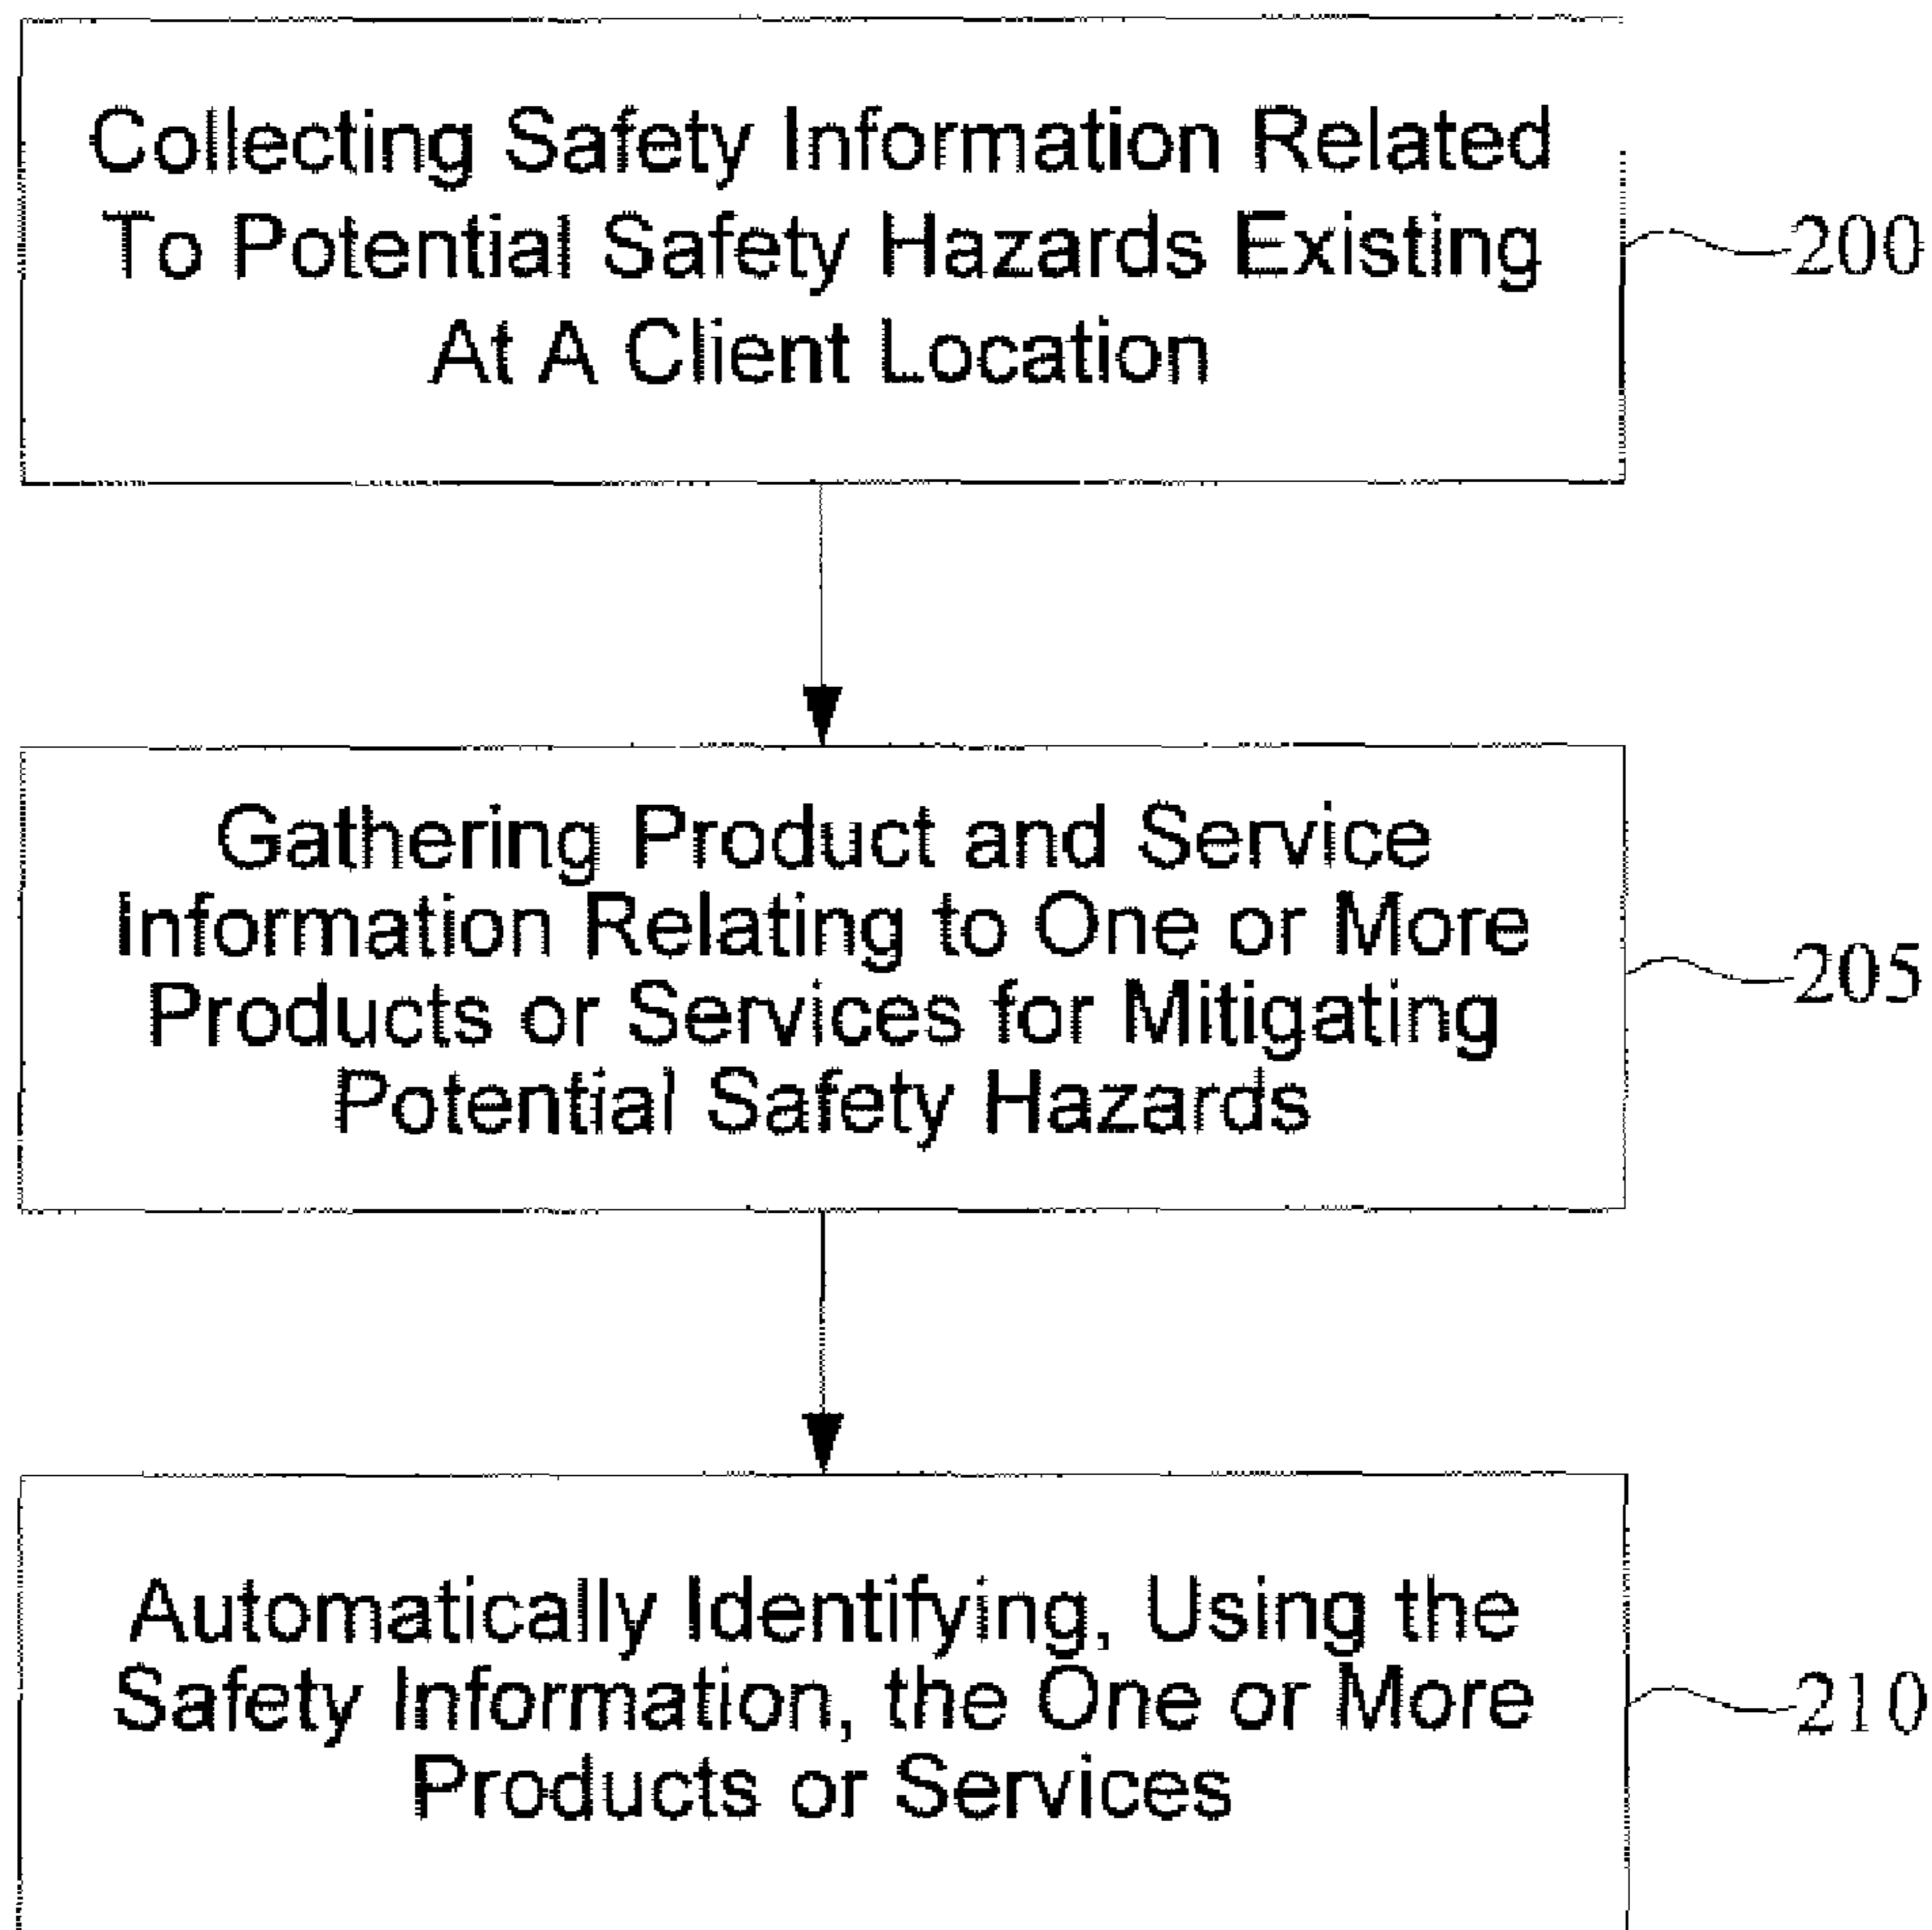 Collecting Safety Information Related
To Potential Safety Hazards Existing
At A Client Location
200
Gathering Product and Service
Information Relating to One or More
Products or Services for Mitigating
Potential Safety Hazards
205
Automatically Identifying, Using the
Safety Information, the One or More
Products or Services
210